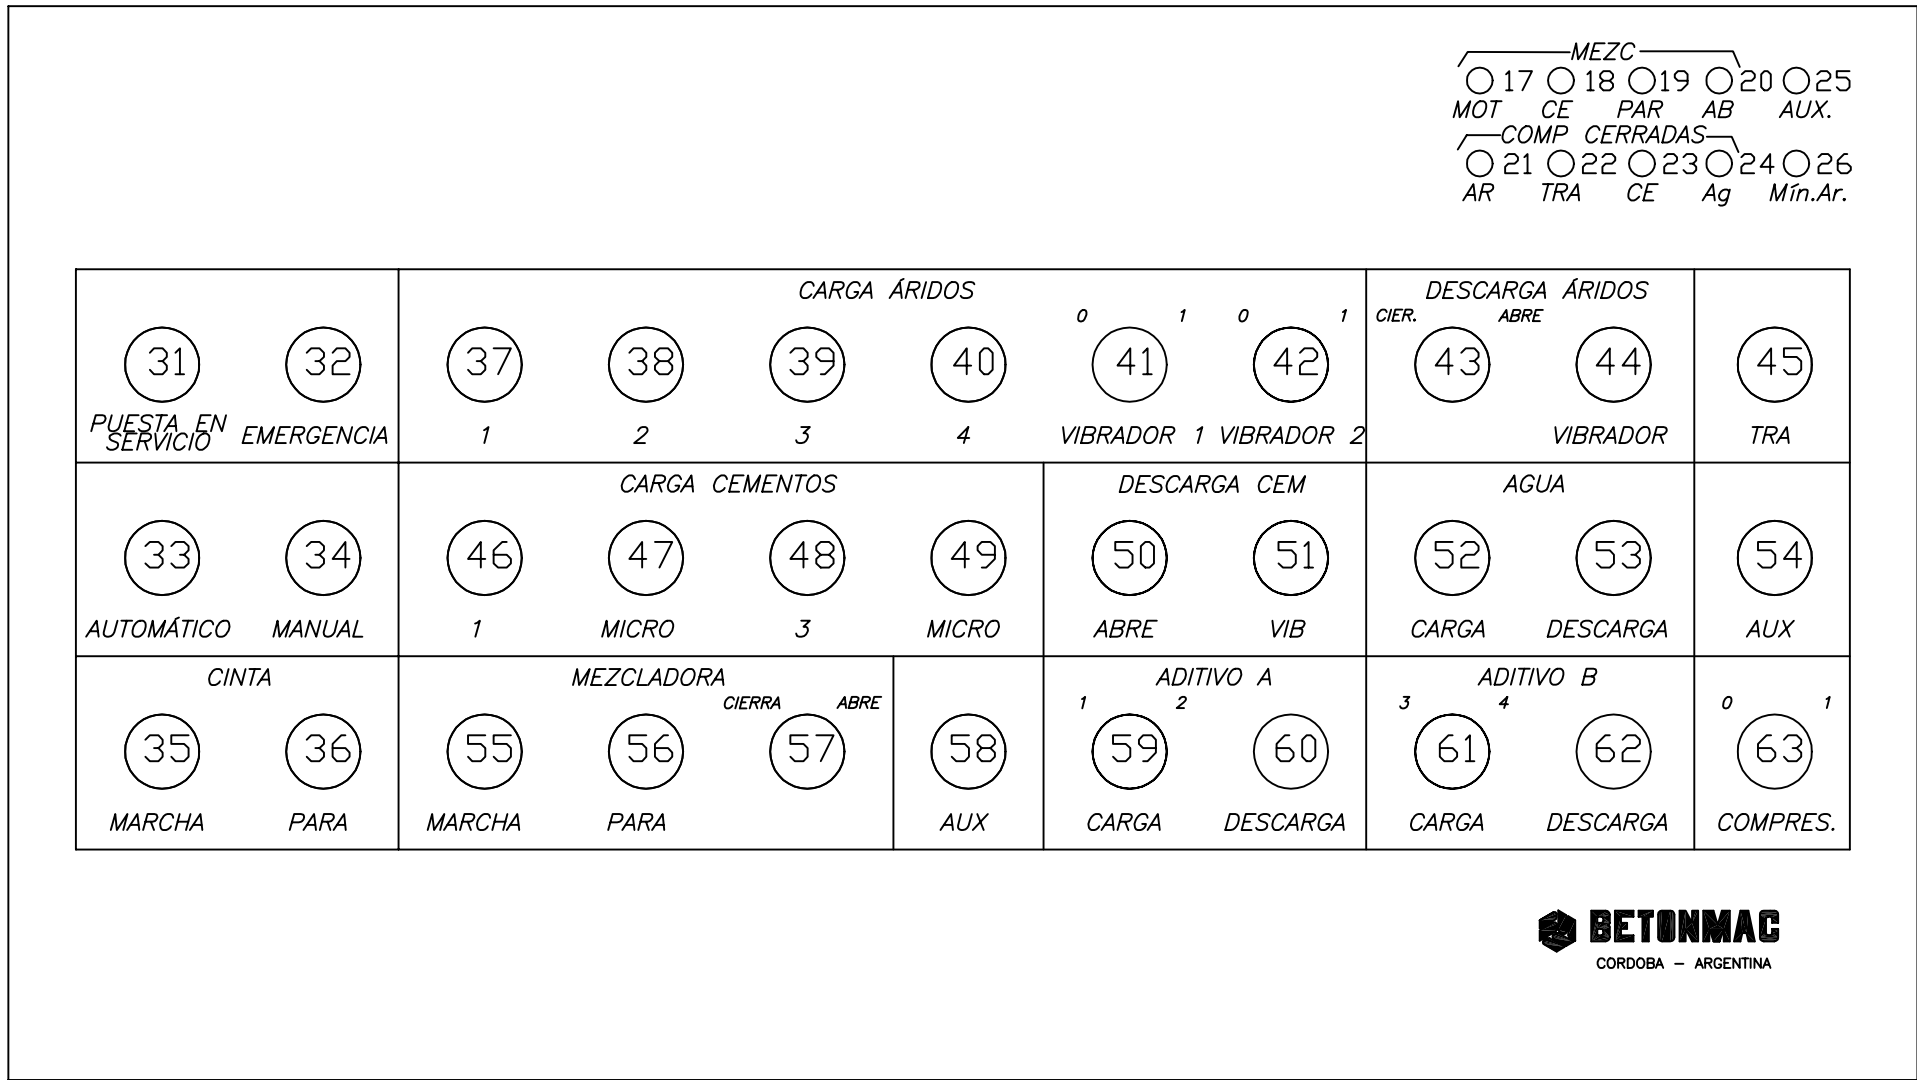 MEZC
17 18 19 20 25
MOT CE PAR AB AUX.
COMP CERRADAS
21 22 23 24 26
AR TRA CE Ag Mín.Ar.
CARGA ÁRIDOS DESCARGA ÁRIDOS
0 1 0 1 CIER. ABRE
31 32 37 38 39 40 41 42 43 44 45
PUESTA EN
SERVICIO EMERGENCIA 1 2 3 4 VIBRADOR 1 VIBRADOR 2 VIBRADOR TRA
CARGA CEMENTOS DESCARGA CEM AGUA
33 34 46 47 48 49 50 51 52 53 54
AUTOMÁTICO MANUAL 1 MICRO 3 MICRO ABRE VIB CARGA DESCARGA AUX
CINTA MEZCLADORA ADITIVO A ADITIVO B
CIERRA ABRE 1 2 3 4 0 1
35 36 55 56 57 58 59 60 61 62 63
MARCHA PARA MARCHA PARA AUX CARGA DESCARGA CARGA DESCARGA COMPRES.
BETONMAC
CORDOBA - ARGENTINA